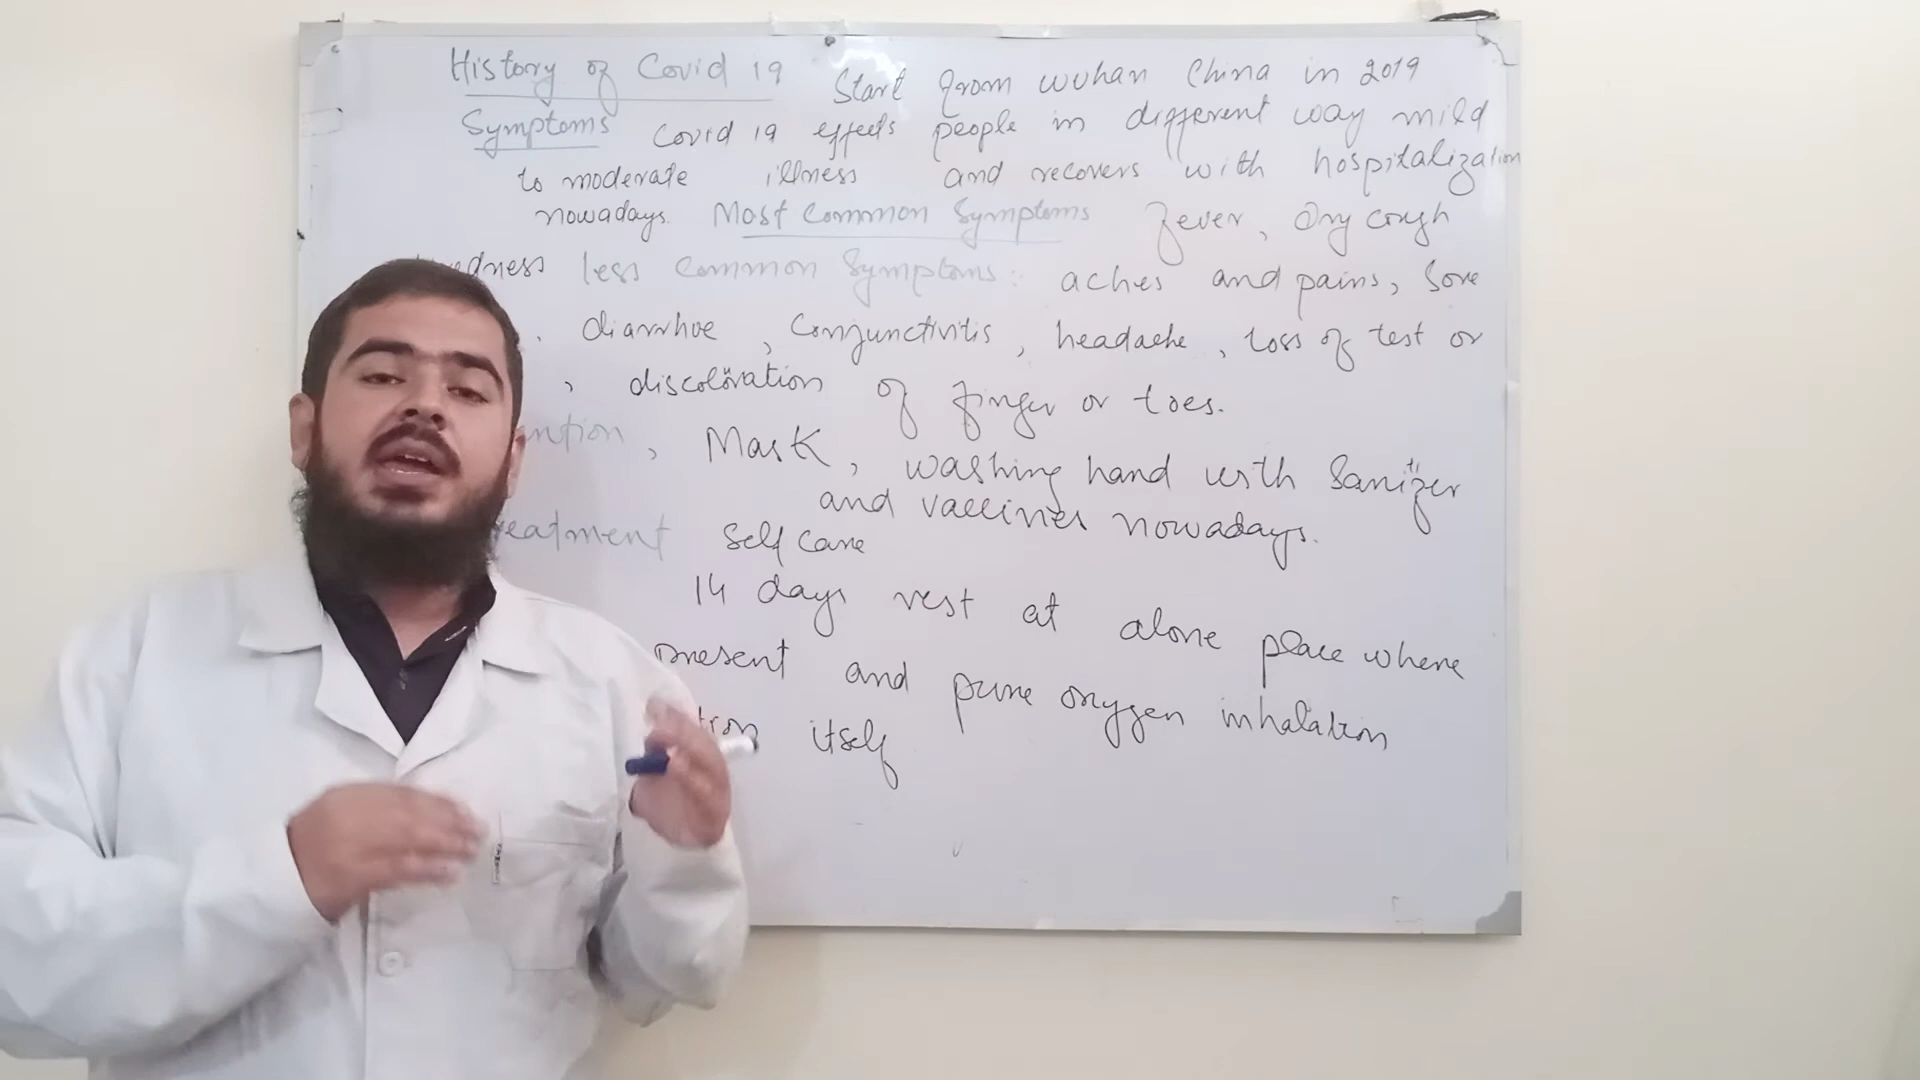 History of Covid 19 Start from wuhan China in 2019
Symptoms Covid 19 effects people in different way mild
to moderate illness and recovers with hospitalization
nowadays. Most Common Symptoms Fever, Dry cough
less common Symptoms: aches and pains, Sore
, diarrhoe, Conjunctivitis, headache, Loss of test or
, discoloration of finger or toes.
, Mask, washing hand with Sanitizer
and vaccines nowadays.
Self care
14 days rest at alone place where
present and pure oxygen inhalation
itself